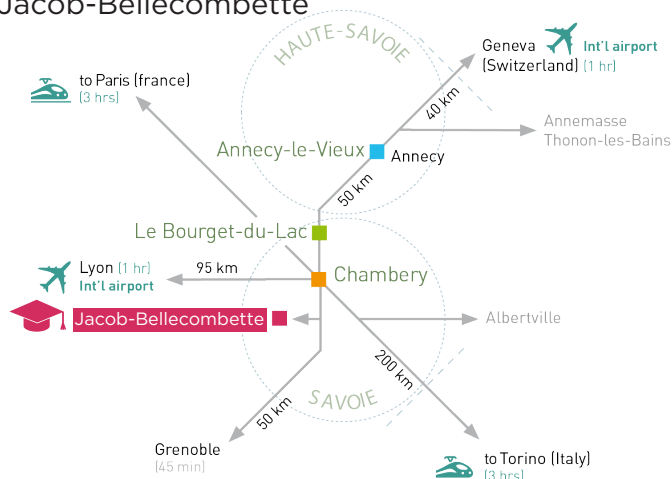 Jacob-Bellecombette
HAUTE-SAVOIE
Geneva
(Switzerland) (1 hr)
Int'l airport
to Paris (france)
(3 hrs)
40 km
Annemasse
Thonon-les-Bains
Annecy-le-Vieux
Annecy
50 km
Le Bourget-du-Lac
Lyon (1 hr)
Int'l airport
95 km
Chambery
Jacob-Bellecombette
Albertville
200 km
SAVOIE
50 km
Grenoble
(45 min)
to Torino (Italy)
(3 hrs)